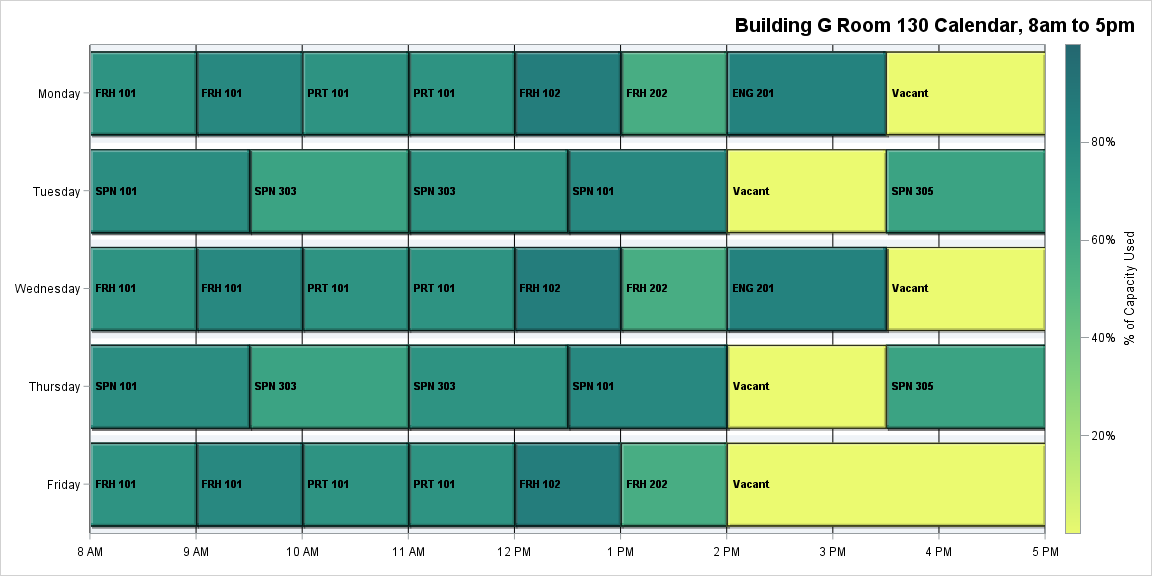 Building G Room 130 Calendar, 8am to 5pm
Monday FRH 101 FRH 101 PRT 101 PRT 101 FRH 102 FRH 202 ENG 201 Vacant
Tuesday SPN 101 SPN 303 SPN 303 SPN 101 Vacant SPN 305
Wednesday FRH 101 FRH 101 PRT 101 PRT 101 FRH 102 FRH 202 ENG 201 Vacant
Thursday SPN 101 SPN 303 SPN 303 SPN 101 Vacant SPN 305
Friday FRH 101 FRH 101 PRT 101 PRT 101 FRH 102 FRH 202 Vacant
8 AM 9 AM 10 AM 11 AM 12 PM 1 PM 2 PM 3 PM 4 PM 5 PM
80%
60%
40%
20%
% of Capacity Used